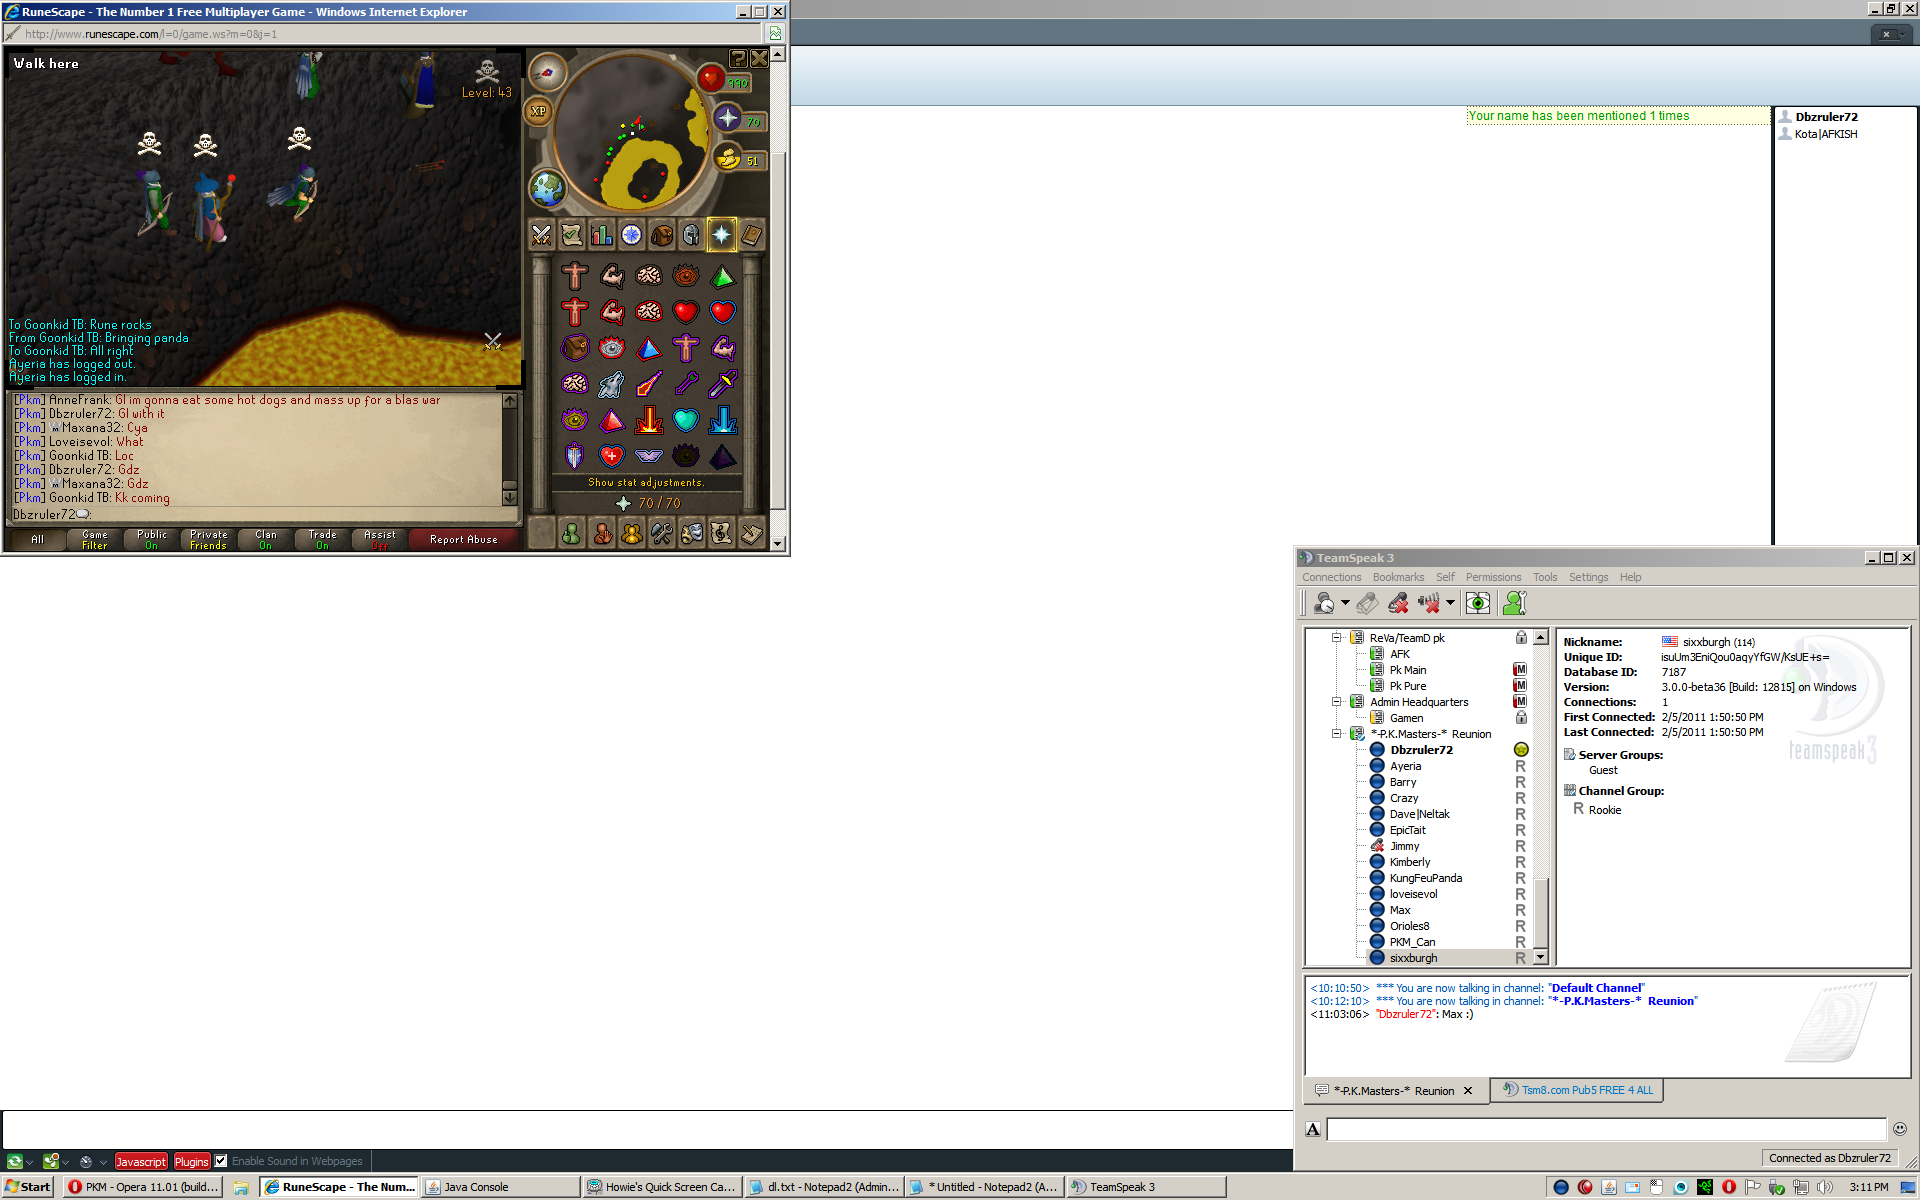 RuneScape - The Number 1 Free Multiplayer Game - Windows Internet Explorer
http://www.runescape.com/l=0/game.ws?m=0&j=1
Walk here
Level: 43
XP
990
70
51
To Goonkid TB: Rune rocks
From Goonkid TB: Bringing panda
To Goonkid TB: All right
Ayeria has logged out.
Ayeria has logged in.
[Pkm] AnneFrank: Gl im gonna eat some hot dogs and mass up for a blas war
[Pkm] Dbzruler72: Gl with it
[Pkm] Maxana32: Cya
[Pkm] Loveisevol: What
[Pkm] Goonkid TB: Loc
[Pkm] Dbzruler72: Gdz
[Pkm] Maxana32: Gdz
[Pkm] Goonkid TB: Kk coming
Dbzruler72:
All
Game
Filter
Public
On
Private
Friends
Clan
On
Trade
On
Assist
Report Abuse
Show stat adjustments.
70 / 70
Your name has been mentioned 1 times
Dbzruler72
Kota|AFKISH
TeamSpeak 3
Connections Bookmarks Self Permissions Tools Settings Help
ReVa/TeamD pk
AFK
Pk Main M
Pk Pure M
Admin Headquarters M
Gamen
*-P.K.Masters-* Reunion
Dbzruler72
Ayeria R
Barry R
Crazy R
Dave|Neltak R
EpicTait R
Jimmy R
Kimberly R
KungFeuPanda R
loveisevol R
Max R
Orioles8 R
PKM_Can R
sixxburgh R
Nickname: sixxburgh (114)
Unique ID: isuUm3EniQou0aqyYfGW/KsUE+s=
Database ID: 7187
Version: 3.0.0-beta36 [Build: 12815] on Windows
Connections: 1
First Connected: 2/5/2011 1:50:50 PM
Last Connected: 2/5/2011 1:50:50 PM
teamspeak 3
Server Groups:
Guest
Channel Group:
R Rookie
<10:10:50> *** You are now talking in channel: "Default Channel"
<10:12:10> *** You are now talking in channel: "*-P.K.Masters-* Reunion"
<11:03:06> "Dbzruler72": Max :)
*-P.K.Masters-* Reunion
Tsm8.com Pub5 FREE 4 ALL
A
Connected as Dbzruler72
Javascript Plugins Enable Sound in Webpages
Start
PKM - Opera 11.01 (build...
RuneScape - The Num...
Java Console
Howie's Quick Screen Ca...
dl.txt - Notepad2 (Admin...
* Untitled - Notepad2 (A...
TeamSpeak 3
3:11 PM